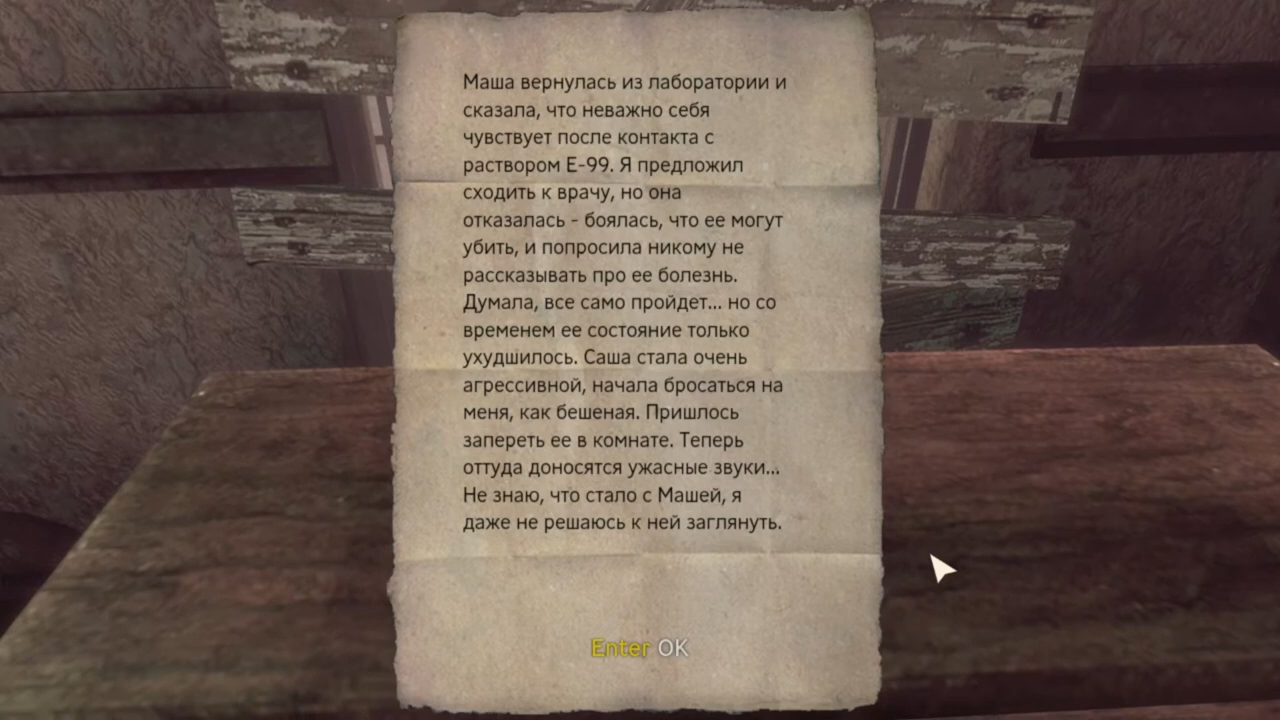 Маша вернулась из лаборатории и
сказала, что неважно себя
чувствует после контакта с
раствором Е-99. Я предложил
сходить к врачу, но она
отказалась - боялась, что ее могут
убить, и попросила никому не
рассказывать про ее болезнь.
Думала, все само пройдет... но со
временем ее состояние только
ухудшилось. Саша стала очень
агрессивной, начала бросаться на
меня, как бешеная. Пришлось
запереть ее в комнате. Теперь
оттуда доносятся ужасные звуки...
Не знаю, что стало с Машей, я
даже не решаюсь к ней заглянуть.
Enter OK